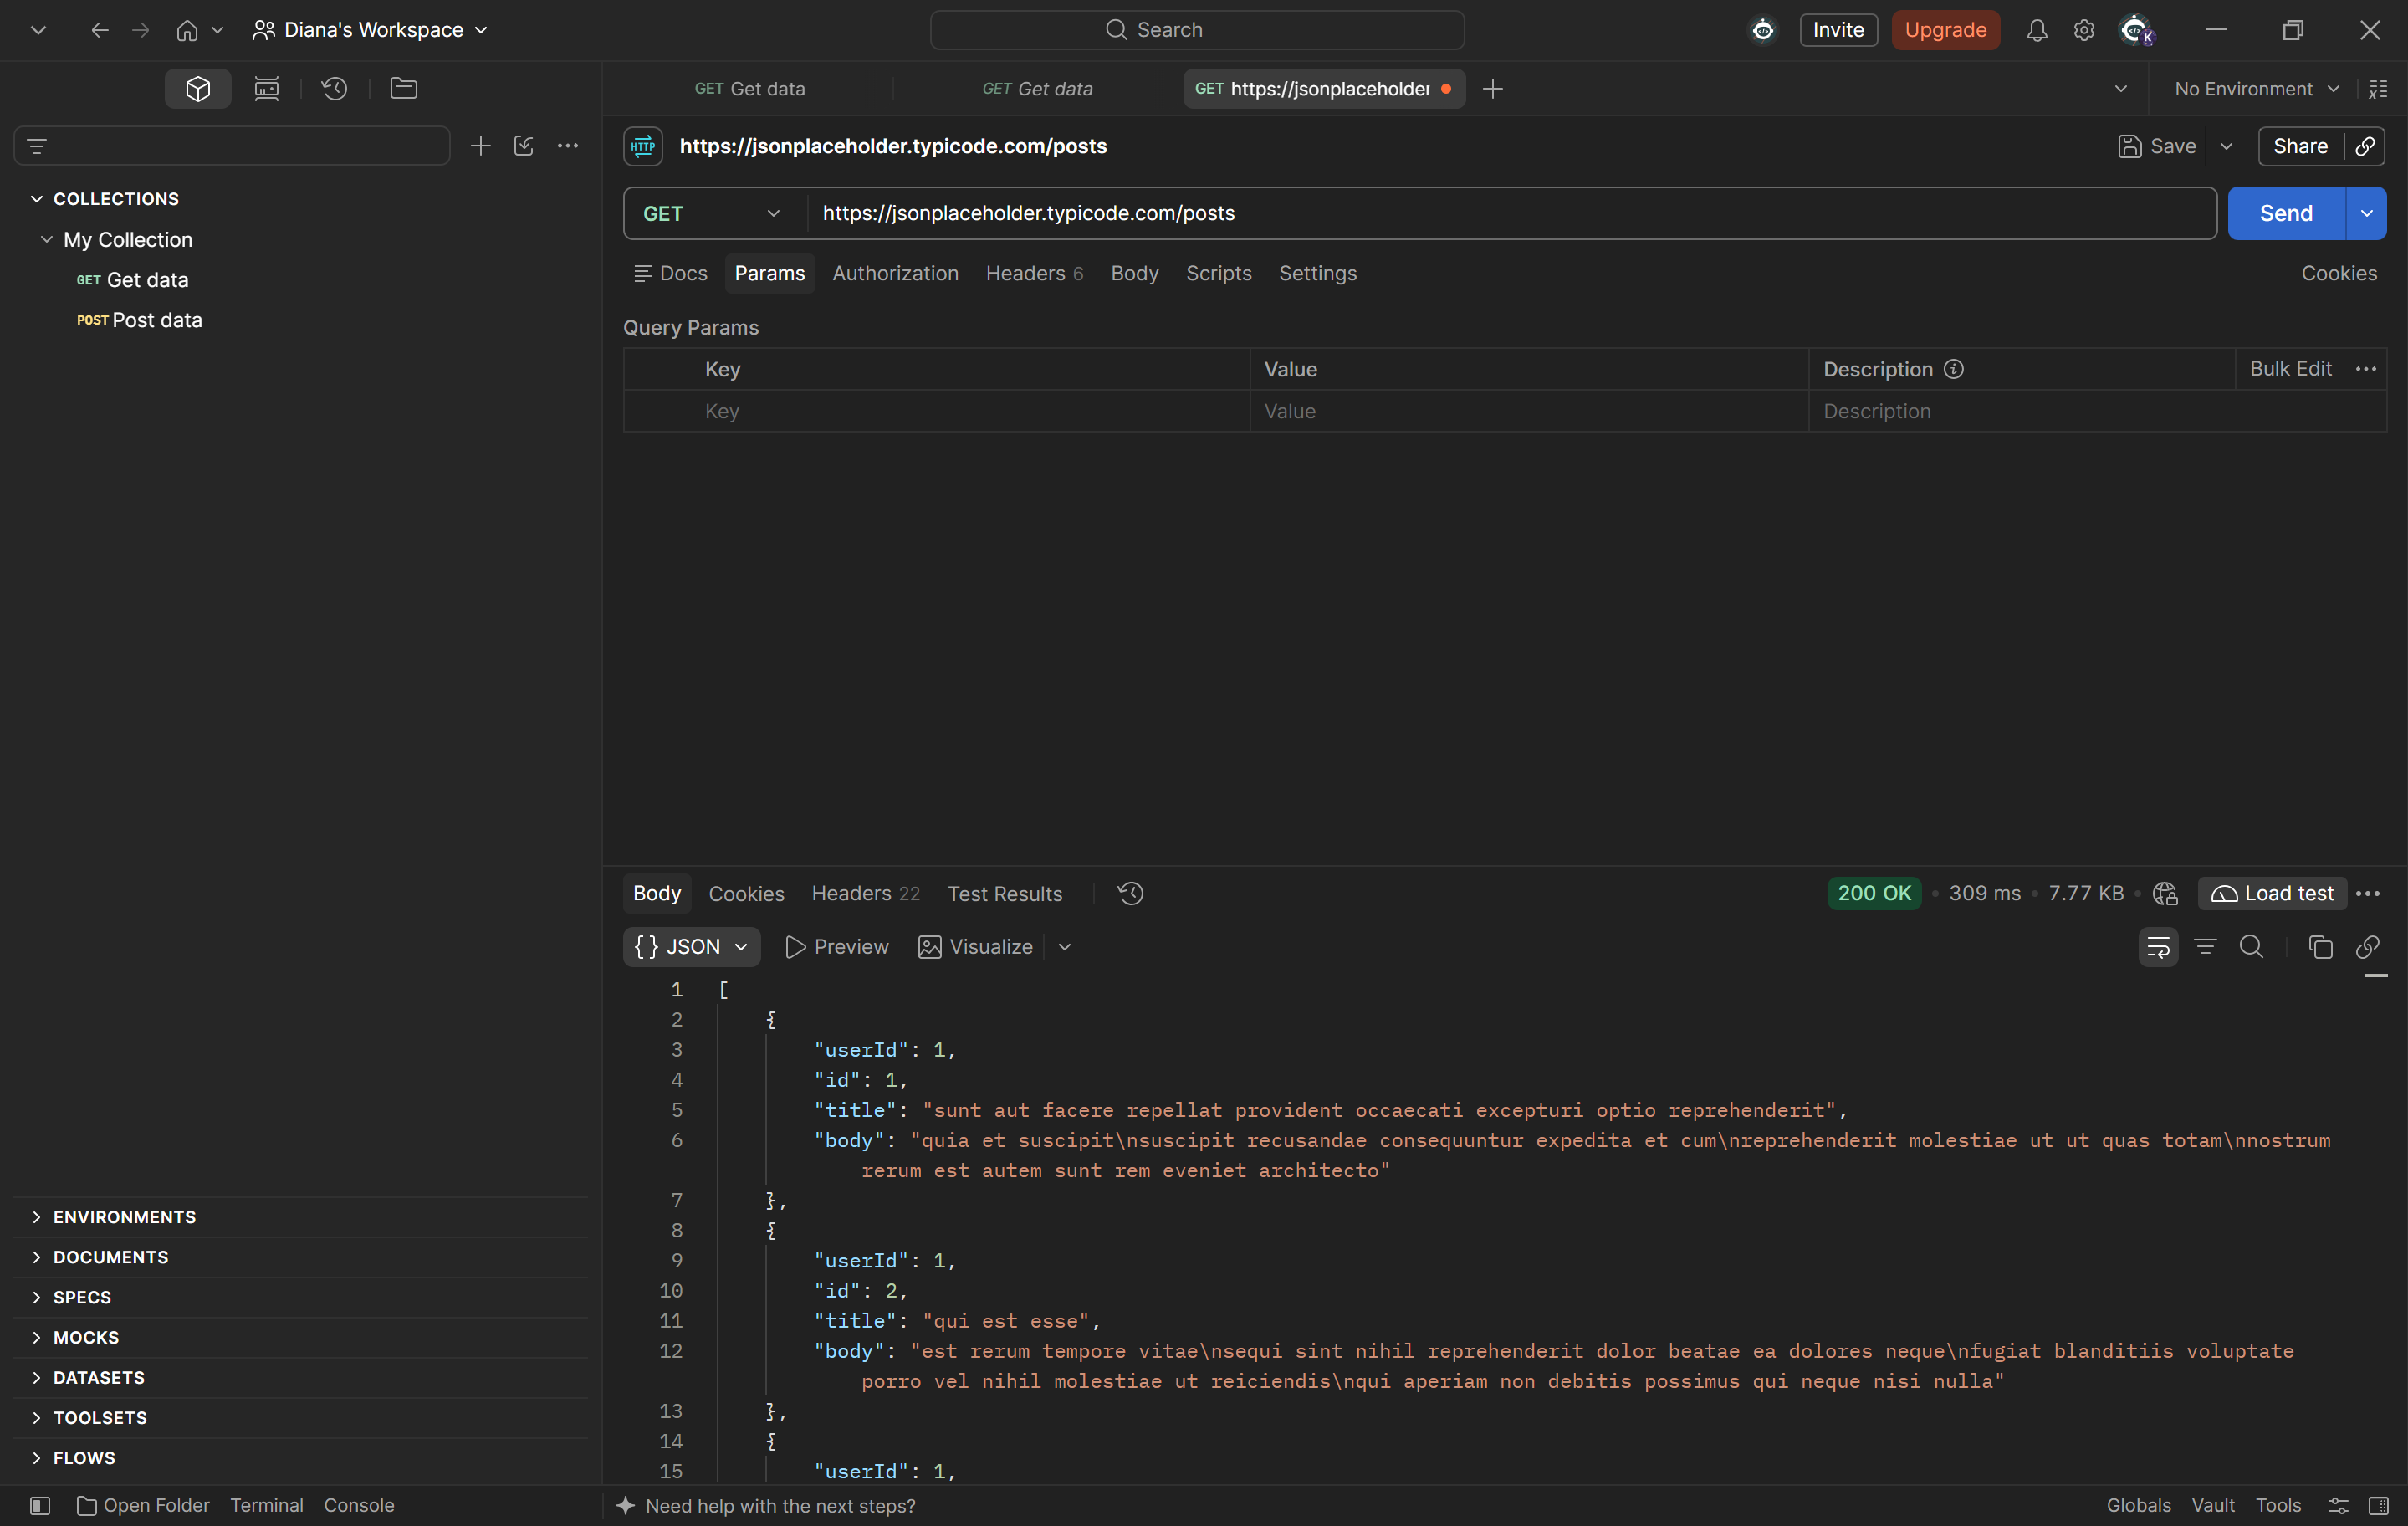 Diana's Workspace
Search
Invite
Upgrade
K
GET Get data
GET Get data
GET https://jsonplaceholder
No Environment
HTTP
https://jsonplaceholder.typicode.com/posts
Save
Share
COLLECTIONS
My Collection
GET Get data
POST Post data
GET
https://jsonplaceholder.typicode.com/posts
Send
Docs
Params
Authorization
Headers 6
Body
Scripts
Settings
Cookies
Query Params
Key
Value
Description
Bulk Edit
Key
Value
Description
Body
Cookies
Headers 22
Test Results
200 OK
309 ms
7.77 KB
Load test
{ } JSON
Preview
Visualize
1 [
2 {
3 "userId": 1,
4 "id": 1,
5 "title": "sunt aut facere repellat provident occaecati excepturi optio reprehenderit",
6 "body": "quia et suscipit\nsuscipit recusandae consequuntur expedita et cum\nreprehenderit molestiae ut ut quas totam\nnostrum
rerum est autem sunt rem eveniet architecto"
7 },
8 {
9 "userId": 1,
10 "id": 2,
11 "title": "qui est esse",
12 "body": "est rerum tempore vitae\nsequi sint nihil reprehenderit dolor beatae ea dolores neque\nfugiat blanditiis voluptate
porro vel nihil molestiae ut reiciendis\nqui aperiam non debitis possimus qui neque nisi nulla"
13 },
14 {
15 "userId": 1,
ENVIRONMENTS
DOCUMENTS
SPECS
MOCKS
DATASETS
TOOLSETS
FLOWS
Open Folder
Terminal
Console
Need help with the next steps?
Globals
Vault
Tools